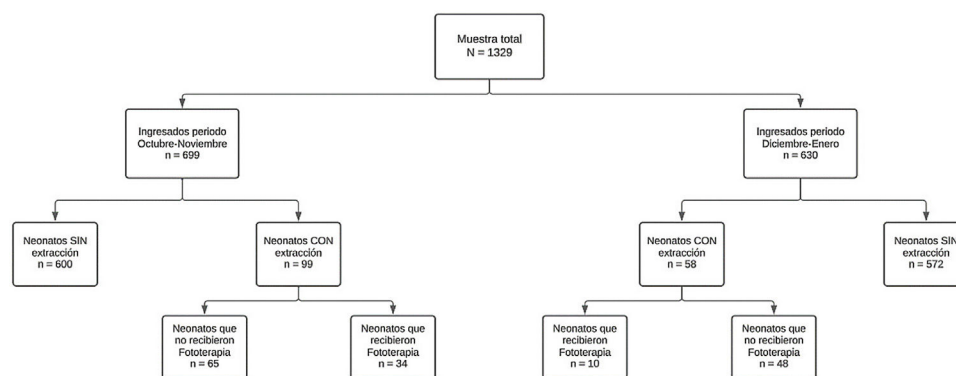 Muestra total
N = 1329
Ingresados periodo
Octubre-Noviembre
n = 699
Ingresados periodo
Diciembre-Enero
n = 630
Neonatos SIN
extracción
n = 600
Neonatos CON
extracción
n = 99
Neonatos CON
extracción
n = 58
Neonatos SIN
extracción
n = 572
Neonatos que
no recibieron
Fototerapia
n = 65
Neonatos que
recibieron
Fototerapia
n = 34
Neonatos que
recibieron
Fototerapia
n = 10
Neonatos que
no recibieron
Fototerapia
n = 48